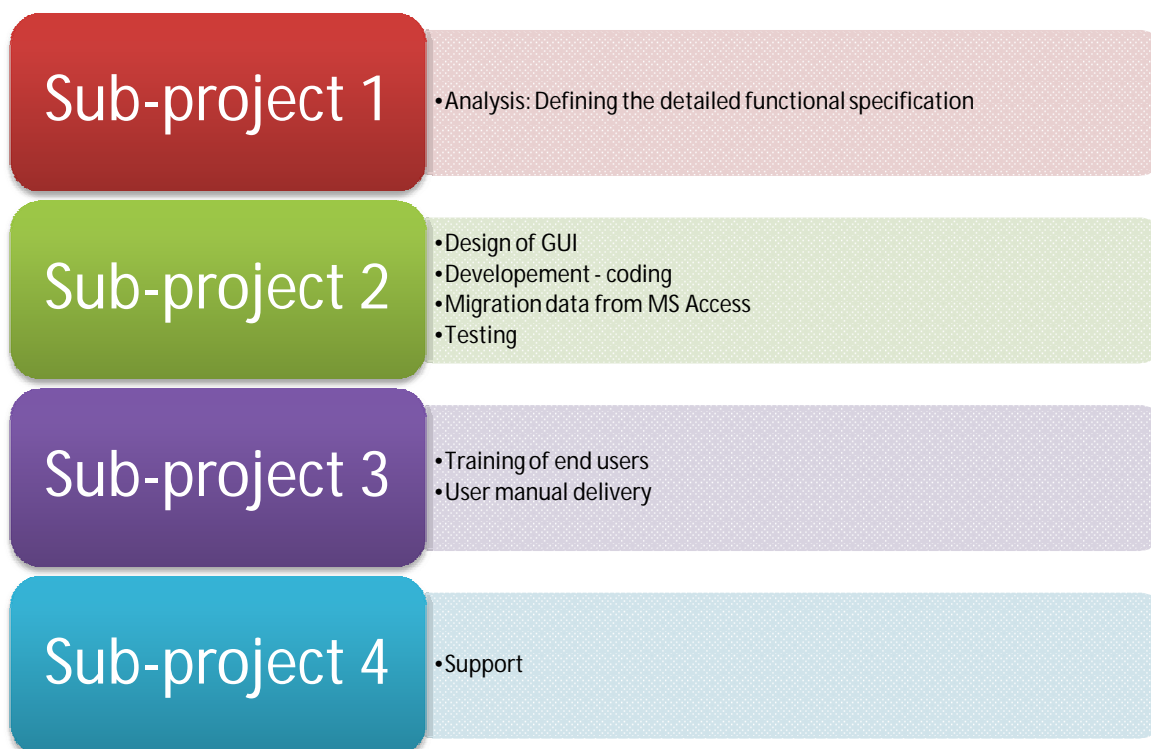 Sub-project 1
•Analysis: Defining the detailed functional specification
Sub-project 2
•Design of GUI
•Developement - coding
•Migration data from MS Access
•Testing
Sub-project 3
•Training of end users
•User manual delivery
Sub-project 4
•Support